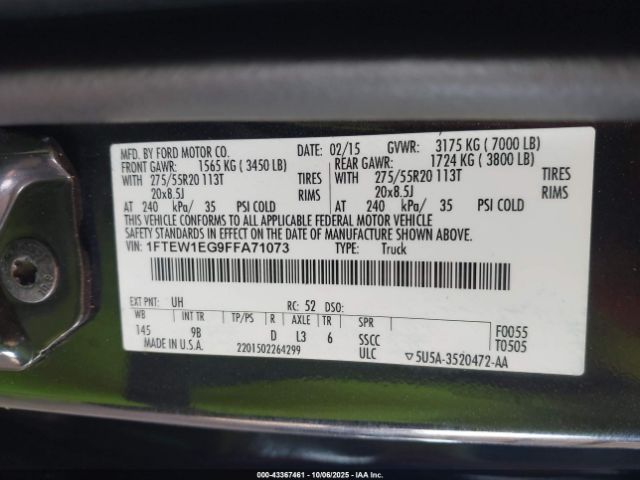 MFD. BY FORD MOTOR CO. DATE: 02/15 GVWR: 3175 KG ( 7000 LB)
FRONT GAWR: 1565 KG ( 3450 LB) REAR GAWR: 1724 KG ( 3800 LB)
WITH 275/55R20 113T TIRES WITH 275/55R20 113T TIRES
20x8.5J RIMS 20x8.5J RIMS
AT 240 kPa/ 35 PSI COLD AT 240 kPa/ 35 PSI COLD
THIS VEHICLE CONFORMS TO ALL APPLICABLE FEDERAL MOTOR VEHICLE
SAFETY STANDARDS IN EFFECT ON THE DATE OF MANUFACTURE SHOWN ABOVE.
VIN: 1FTEW1EG9FFA71073 TYPE: Truck
EXT PNT: UH RC: 52 DSO:
WB INT TR TP/PS R AXLE TR SPR F0055
145 9B D L3 6 SSCC T0505
MADE IN U.S.A. 2201502264299 ULC ▽5U5A-3520472-AA
000-43367461 - 10/06/2025 - IAA Inc.